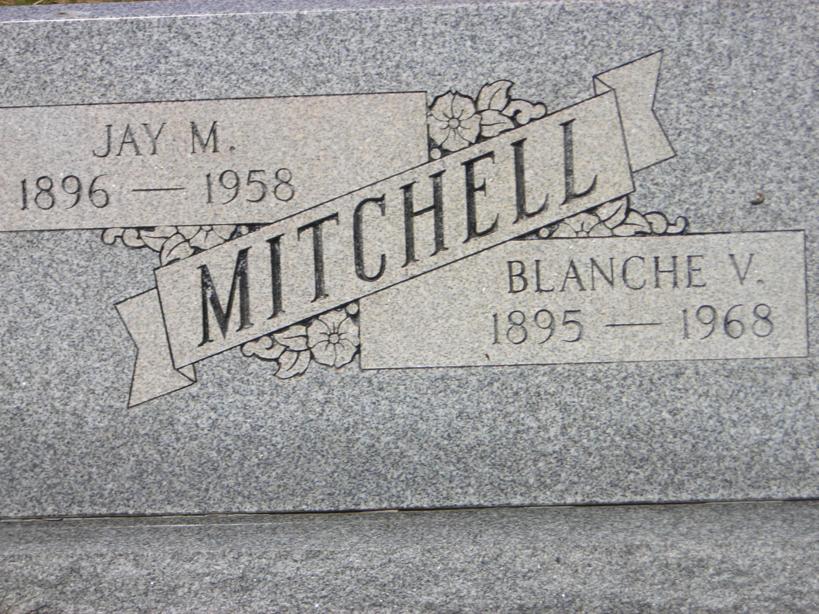 JAY M.
1896 — 1958
MITCHELL
BLANCHE V.
1895 — 1968